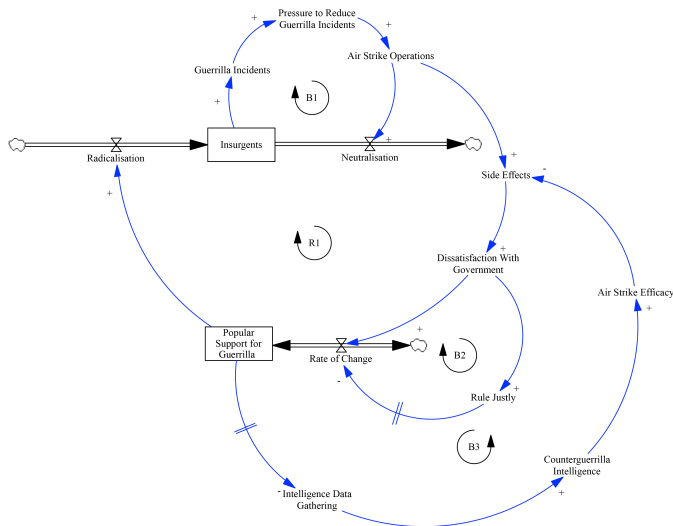 Pressure to Reduce
Guerrilla Incidents
+
+
Air Strike Operations
Guerrilla Incidents
+
B1
+
Insurgents
Radicalisation
Neutralisation
+
-
Side Effects
+
R1
+
Dissatisfaction With
Government
Air Strike Efficacy
+
Popular
Support for
Guerrilla
+
Rate of Change
B2
-
+
Rule Justly
B3
Counterguerrilla
Intelligence
-
Intelligence Data
Gathering
+